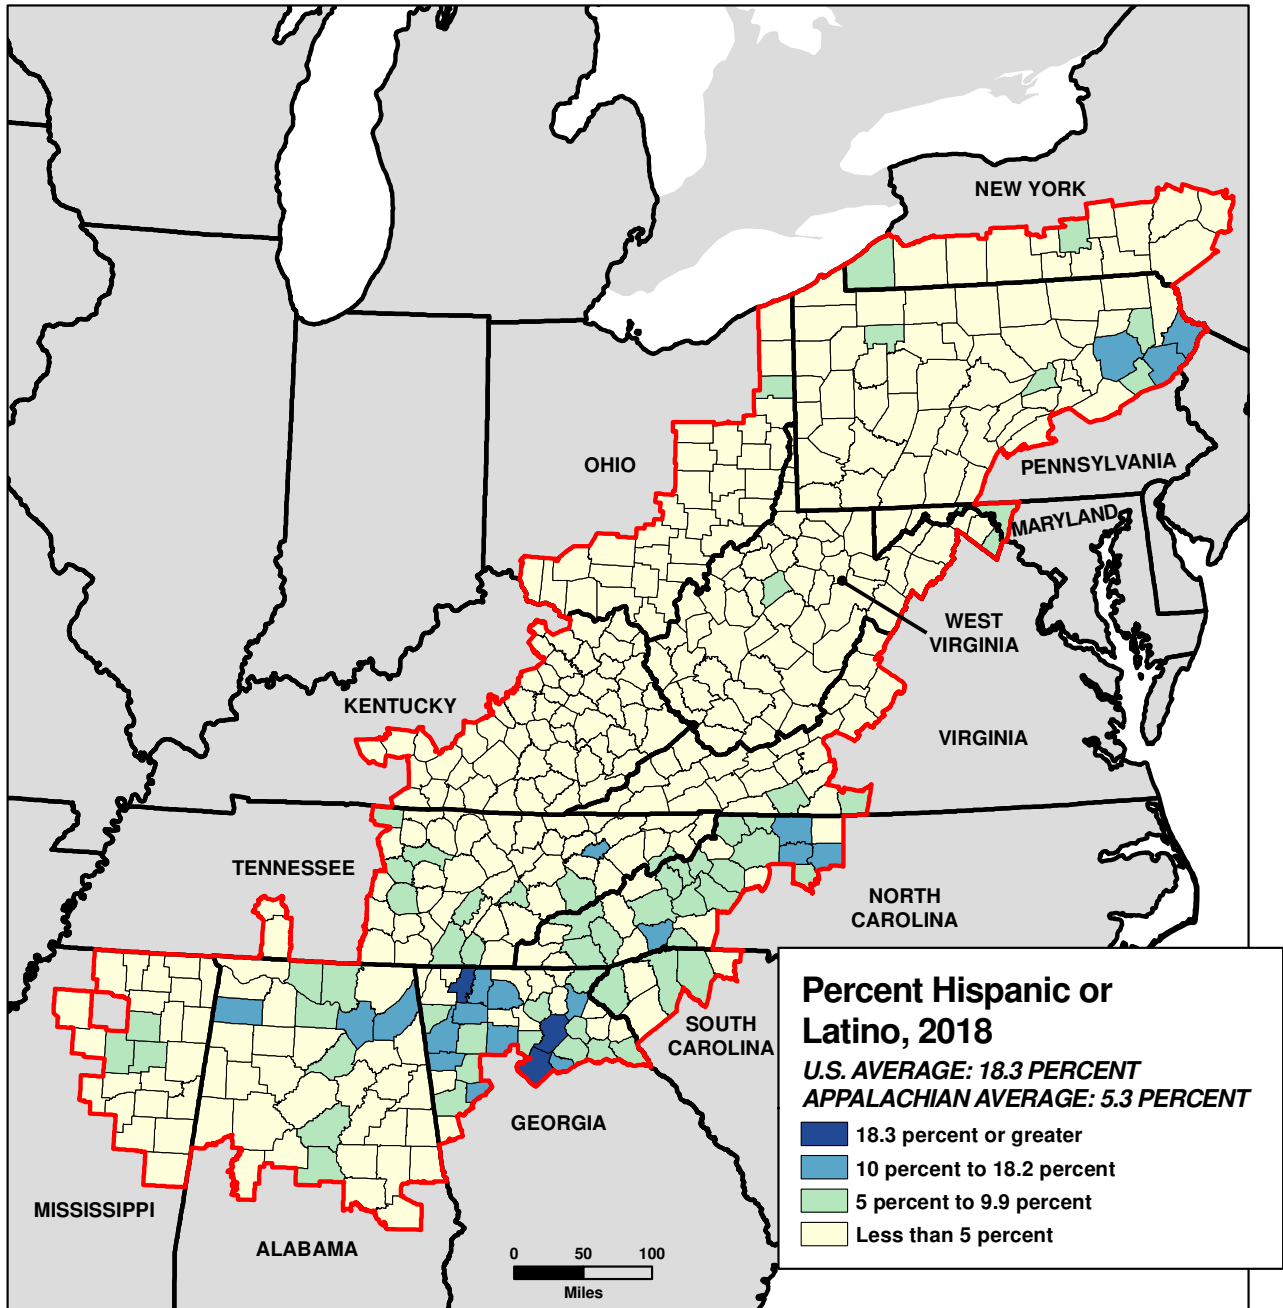 NEW YORK
OHIO
PENNSYLVANIA
MARYLAND
WEST
VIRGINIA
KENTUCKY
VIRGINIA
TENNESSEE
NORTH
CAROLINA
SOUTH
CAROLINA
GEORGIA
MISSISSIPPI
ALABAMA
Percent Hispanic or
Latino, 2018
U.S. AVERAGE: 18.3 PERCENT
APPALACHIAN AVERAGE: 5.3 PERCENT
18.3 percent or greater
10 percent to 18.2 percent
5 percent to 9.9 percent
Less than 5 percent
0 50 100
Miles